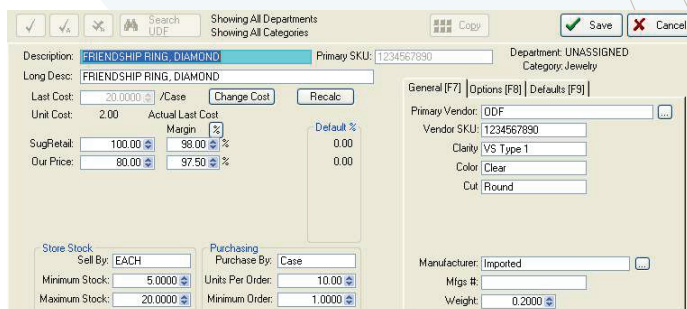 Search UDF
Showing All Departments
Showing All Categories
Copy
Save
X Cancel
Description: FRIENDSHIP RING, DIAMOND
Primary SKU: 1234567890
Department: UNASSIGNED
Category: Jewelry
Long Desc: FRIENDSHIP RING, DIAMOND
Last Cost: 20.0000 /Case Change Cost Recalc
Unit Cost: 2.00 Actual Last Cost
Margin %
Default %
SugRetail: 100.00 98.00 % 0.00
Our Price: 80.00 97.50 % 0.00
General [F7] Options [F8] Defaults [F9]
Primary Vendor: ODF ...
Vendor SKU: 1234567890
Clarity VS Type 1
Color Clear
Cut Round
Store Stock
Sell By: EACH
Minimum Stock: 5.0000
Maximum Stock: 20.0000
Purchasing
Purchase By: Case
Units Per Order: 10.00
Minimum Order: 1.0000
Manufacturer: Imported ...
Mfgs #:
Weight: 0.2000